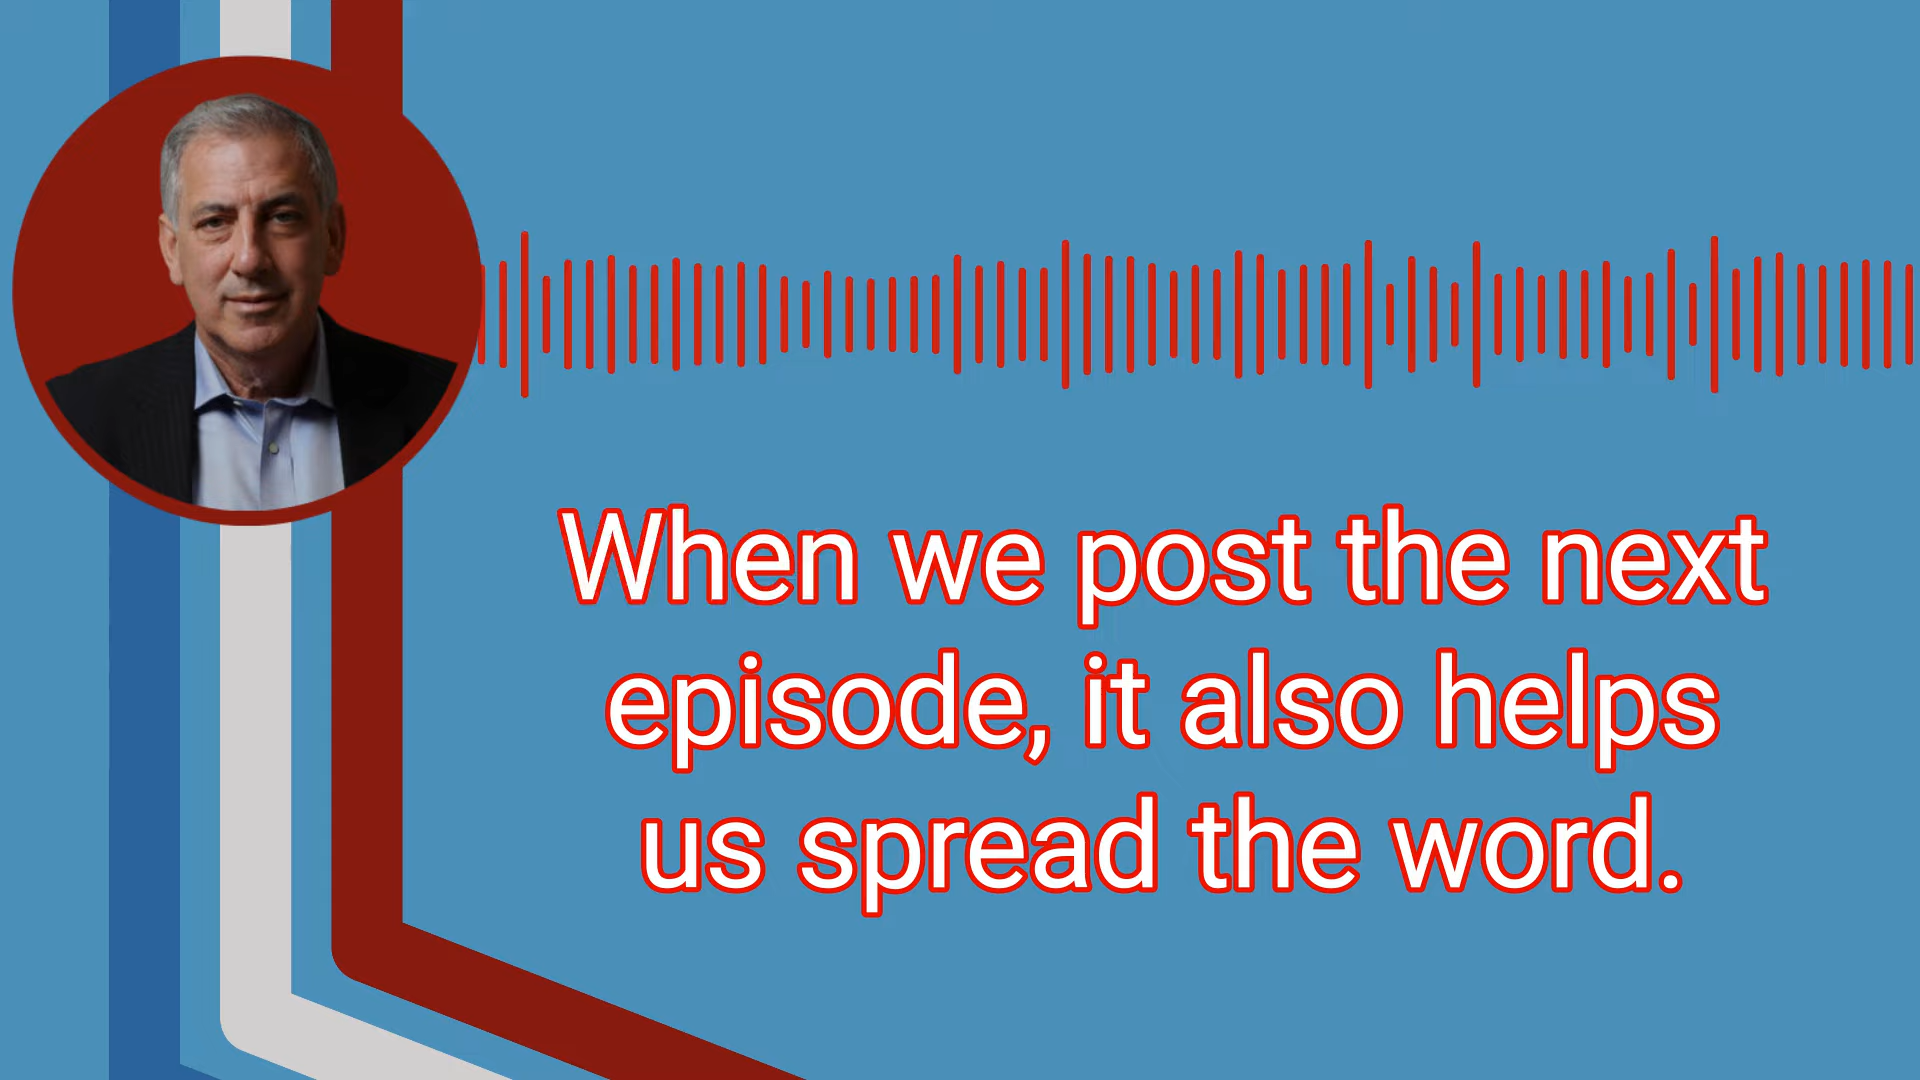 When we post the next
episode, it also helps
us spread the word.